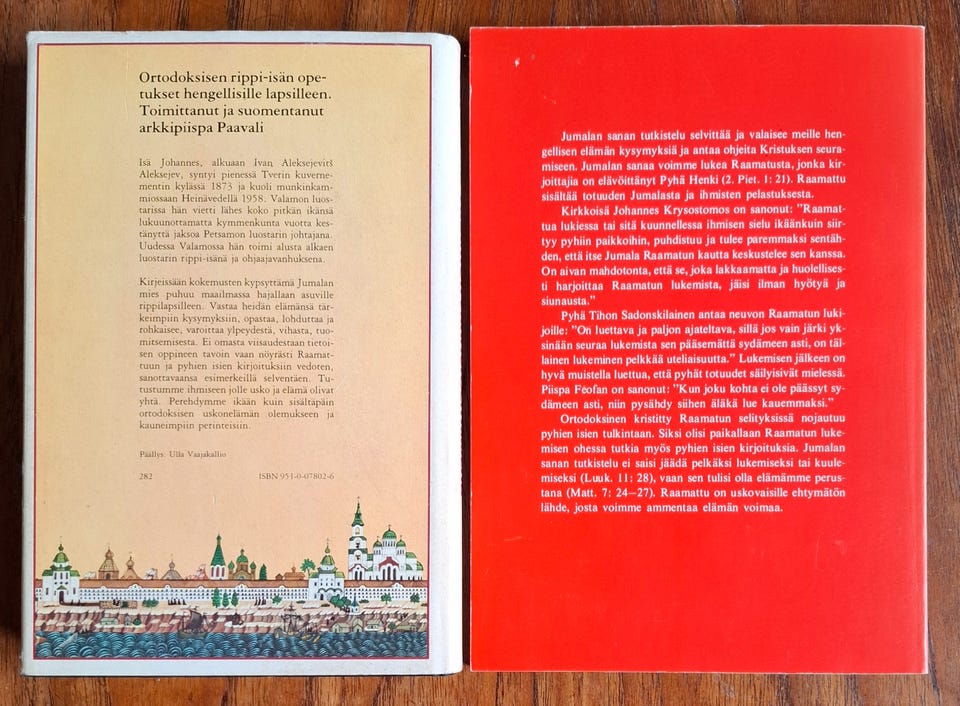 Ortodoksisen rippi-isän ope-
tukset hengellisille lapsilleen.
Toimittanut ja suomentanut
arkkipiispa Paavali
Isä Johannes, alkuaan Ivan Aleksejevitš
Aleksejev, syntyi pienessä Tverin kuverne-
mentin kylässä 1873 ja kuoli munkinkam-
miossaan Heinävedellä 1958. Valamon luos-
tarissa hän vietti lähes koko pitkän ikänsä
lukuunottamatta kymmenkunta vuotta kes-
tänyttä jaksoa Petsamon luostarin johtajana.
Uudessa Valamossa hän toimi alusta alkaen
luostarin rippi-isänä ja ohjaajavanhuksena.
Kirjeissään kokemusten kypsyttämä Jumalan
mies puhuu maailmassa hajallaan asuville
rippilapsilleen. Vastaa heidän elämänsä tär-
keimpiin kysymyksiin, opastaa, lohduttaa ja
rohkaisee, varoittaa ylpeydestä, vihasta, tuo-
mitsemisesta. Ei omasta viisaudestaan tietoi-
sen oppineen tavoin vaan nöyrästi Raamat-
tuun ja pyhien isien kirjoituksiin vedoten,
sanottavaansa esimerkeillä selventäen. Tu-
tustumme ihmiseen jolle usko ja elämä olivat
yhtä. Perehdymme ikään kuin sisältäpäin
ortodoksisen uskonelämän olemukseen ja
kauneimpiin perinteisiin.
Päällys: Ulla Vaajakallio
282 ISBN 951-0-07802-6
Jumalan sanan tutkistelu selvittää ja valaisee meille hen-
gellisen elämän kysymyksiä ja antaa ohjeita Kristuksen seuraa-
miseen. Jumalan sanaa voimme lukea Raamatusta, jonka kir-
joittajia on elävöittänyt Pyhä Henki (2. Piet. 1: 21). Raamattu
sisältää totuuden Jumalasta ja ihmisten pelastuksesta.
Kirkkoisä Johannes Krysostomos on sanonut: ”Raamat-
tua lukiessa tai sitä kuunnellessa ihmisen sielu ikäänkuin siir-
tyy pyhiin paikkoihin, puhdistuu ja tulee paremmaksi sentäh-
den, että itse Jumala Raamatun kautta keskustelee sen kanssa.
On aivan mahdotonta, että se, joka lakkaamatta ja huolellises-
ti harjoittaa Raamatun lukemista, jäisi ilman hyötyä ja
siunausta.”
Pyhä Tihon Sadonskilainen antaa neuvon Raamatun luki-
joille: ”On luettava ja paljon ajateltava, sillä jos vain järki yk-
sinään seuraa lukemista sen pääsemättä sydämeen asti, on täl-
lainen lukeminen pelkkää uteliaisuutta.” Lukemisen jälkeen on
hyvä muistella luettua, että pyhät totuudet säilyisivät mielessä.
Piispa Feofan on sanonut: ”Kun joku kohta ei ole päässyt sy-
dämeen asti, niin pysähdy siihen äläkä lue kauemmaksi.”
Ortodoksinen kristitty Raamatun selityksissä nojautuu
pyhien isien tulkintaan. Siksi olisi paikallaan Raamatun luke-
misen ohessa tutkia myös pyhien isien kirjoituksia. Jumalan
sanan tutkistelu ei saisi jäädä pelkäksi lukemiseksi tai kuule-
miseksi (Luuk. 11: 28), vaan sen tulisi olla elämämme perus-
tana (Matt. 7: 24—27). Raamattu on uskovaisille ehtymätön
lähde, josta voimme ammentaa elämän voimaa.